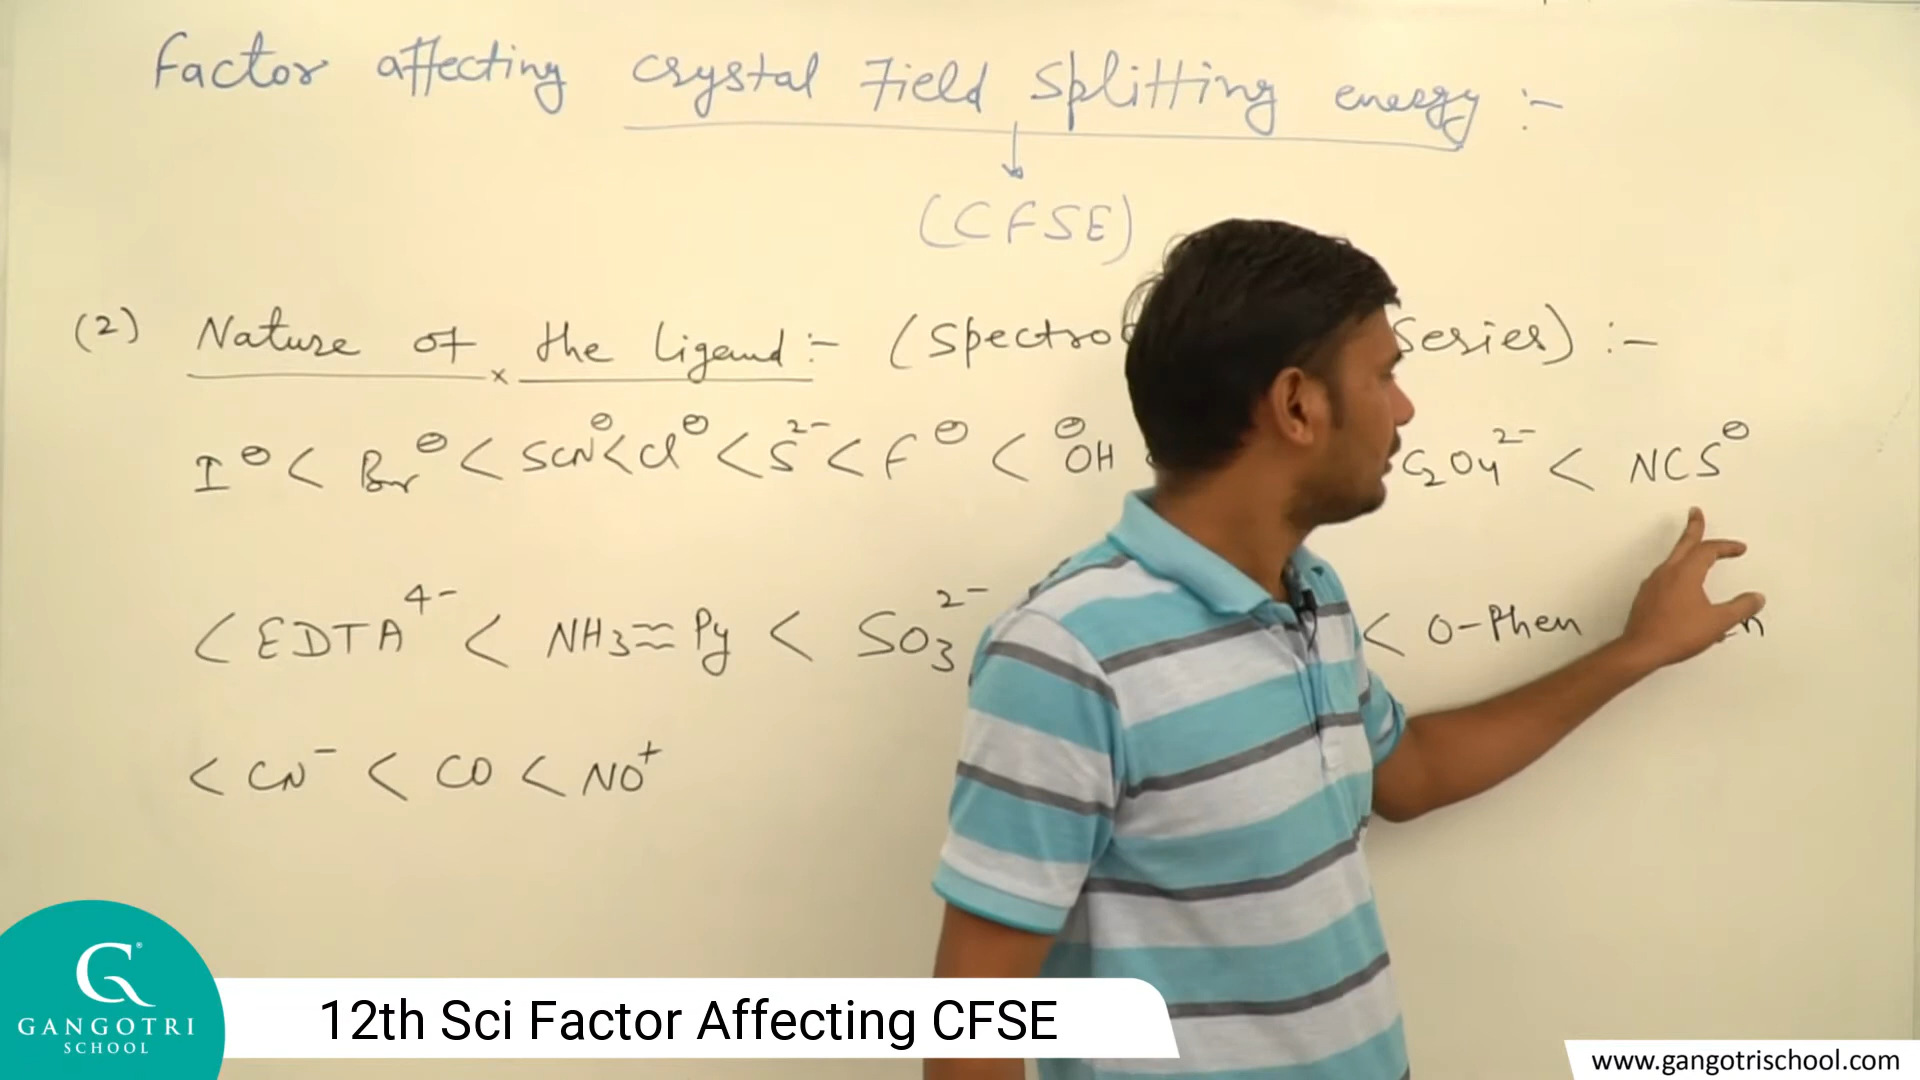 Factor affecting crystal Field splitting energy :-
(CFSE)
(2) Nature of the Ligand :- ( Series) :-
I⊖ < Br⊖ < SCN⊖ < Cl⊖ < S²⁻ < F⊖ < ⊖OH C₂O₄²⁻ < NCS⊖
< EDTA⁴⁻ < NH₃ ≈ Py < SO₃²⁻ < O-Phen
< CN⁻ < CO < NO⁺
GANGOTRI
SCHOOL
12th Sci Factor Affecting CFSE
www.gangotrischool.com